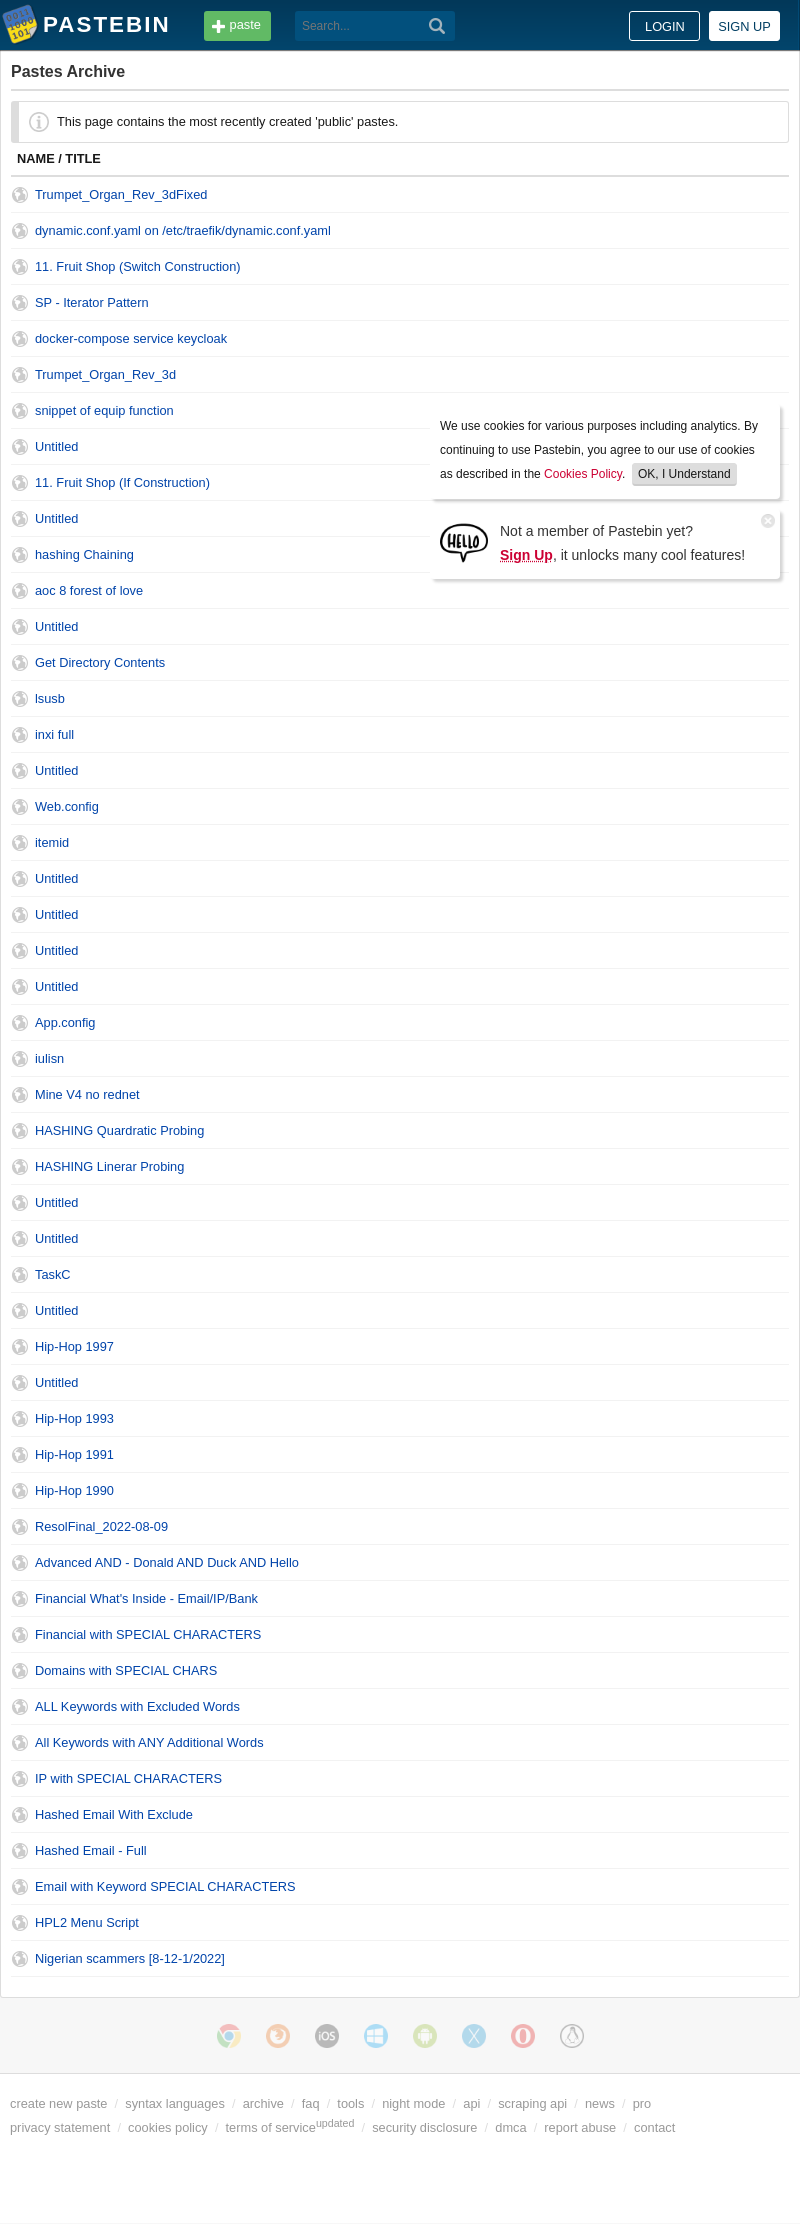 PASTEBIN
paste
Search...
LOGIN
SIGN UP
Pastes Archive
This page contains the most recently created 'public' pastes.
NAME / TITLE
Trumpet_Organ_Rev_3dFixed
dynamic.conf.yaml on /etc/traefik/dynamic.conf.yaml
11. Fruit Shop (Switch Construction)
SP - Iterator Pattern
docker-compose service keycloak
Trumpet_Organ_Rev_3d
snippet of equip function
Untitled
11. Fruit Shop (If Construction)
Untitled
hashing Chaining
aoc 8 forest of love
We use cookies for various purposes including analytics. By
continuing to use Pastebin, you agree to our use of cookies
as described in the Cookies Policy. OK, I Understand
HELLO
Not a member of Pastebin yet?
Sign Up, it unlocks many cool features!
Untitled
Get Directory Contents
lsusb
inxi full
Untitled
Web.config
itemid
Untitled
Untitled
Untitled
Untitled
App.config
iulisn
Mine V4 no rednet
HASHING Quardratic Probing
HASHING Linerar Probing
Untitled
Untitled
TaskC
Untitled
Hip-Hop 1997
Untitled
Hip-Hop 1993
Hip-Hop 1991
Hip-Hop 1990
ResolFinal_2022-08-09
Advanced AND - Donald AND Duck AND Hello
Financial What's Inside - Email/IP/Bank
Financial with SPECIAL CHARACTERS
Domains with SPECIAL CHARS
ALL Keywords with Excluded Words
All Keywords with ANY Additional Words
IP with SPECIAL CHARACTERS
Hashed Email With Exclude
Hashed Email - Full
Email with Keyword SPECIAL CHARACTERS
HPL2 Menu Script
Nigerian scammers [8-12-1/2022]
iOS
create new paste / syntax languages / archive / faq / tools / night mode / api / scraping api / news / pro
privacy statement / cookies policy / terms of service updated / security disclosure / dmca / report abuse / contact